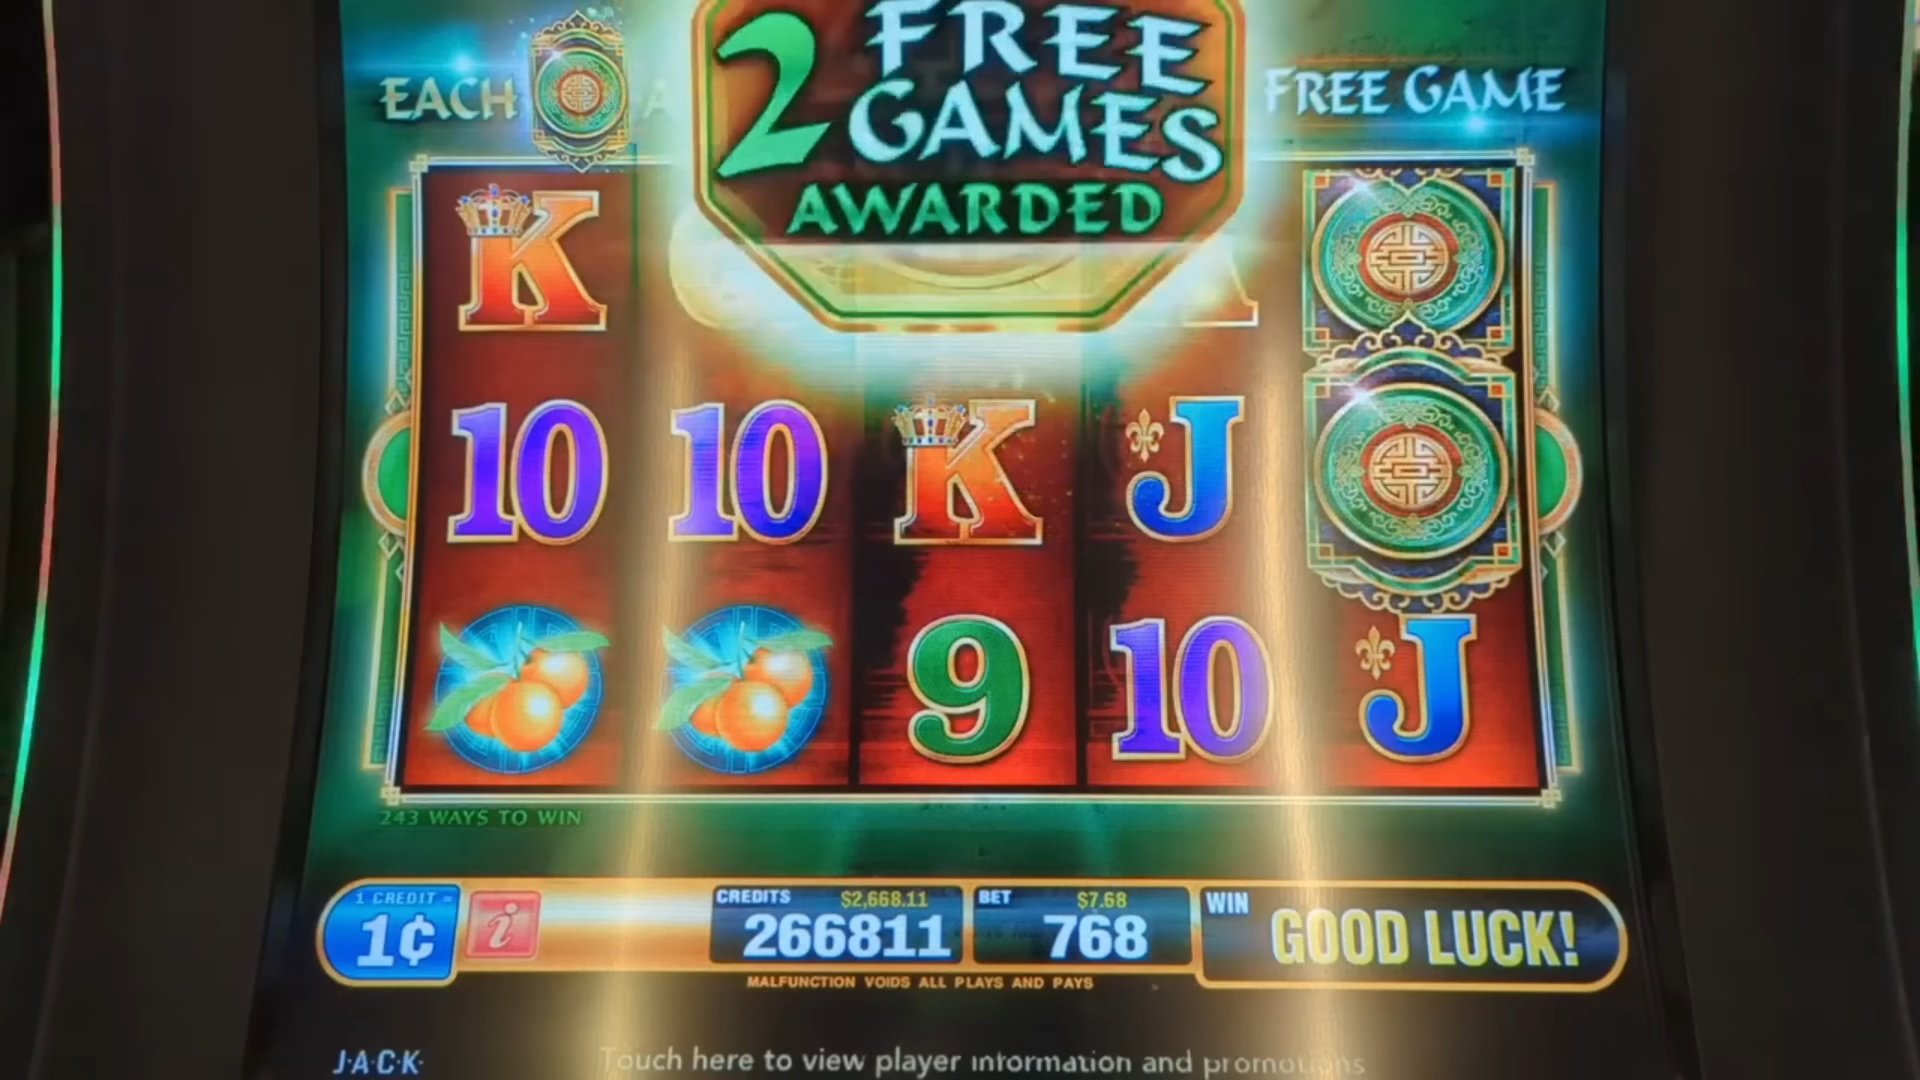 2 FREE GAMES AWARDED
EACH
FREE GAME
K
10 10 K J
9 10 J
243 WAYS TO WIN
1 CREDIT =
1¢
i
CREDITS $2,668.11
266811
BET $7.68
768
WIN
GOOD LUCK!
MALFUNCTION VOIDS ALL PLAYS AND PAYS
J·A·C·K·
Touch here to view player information and promotions